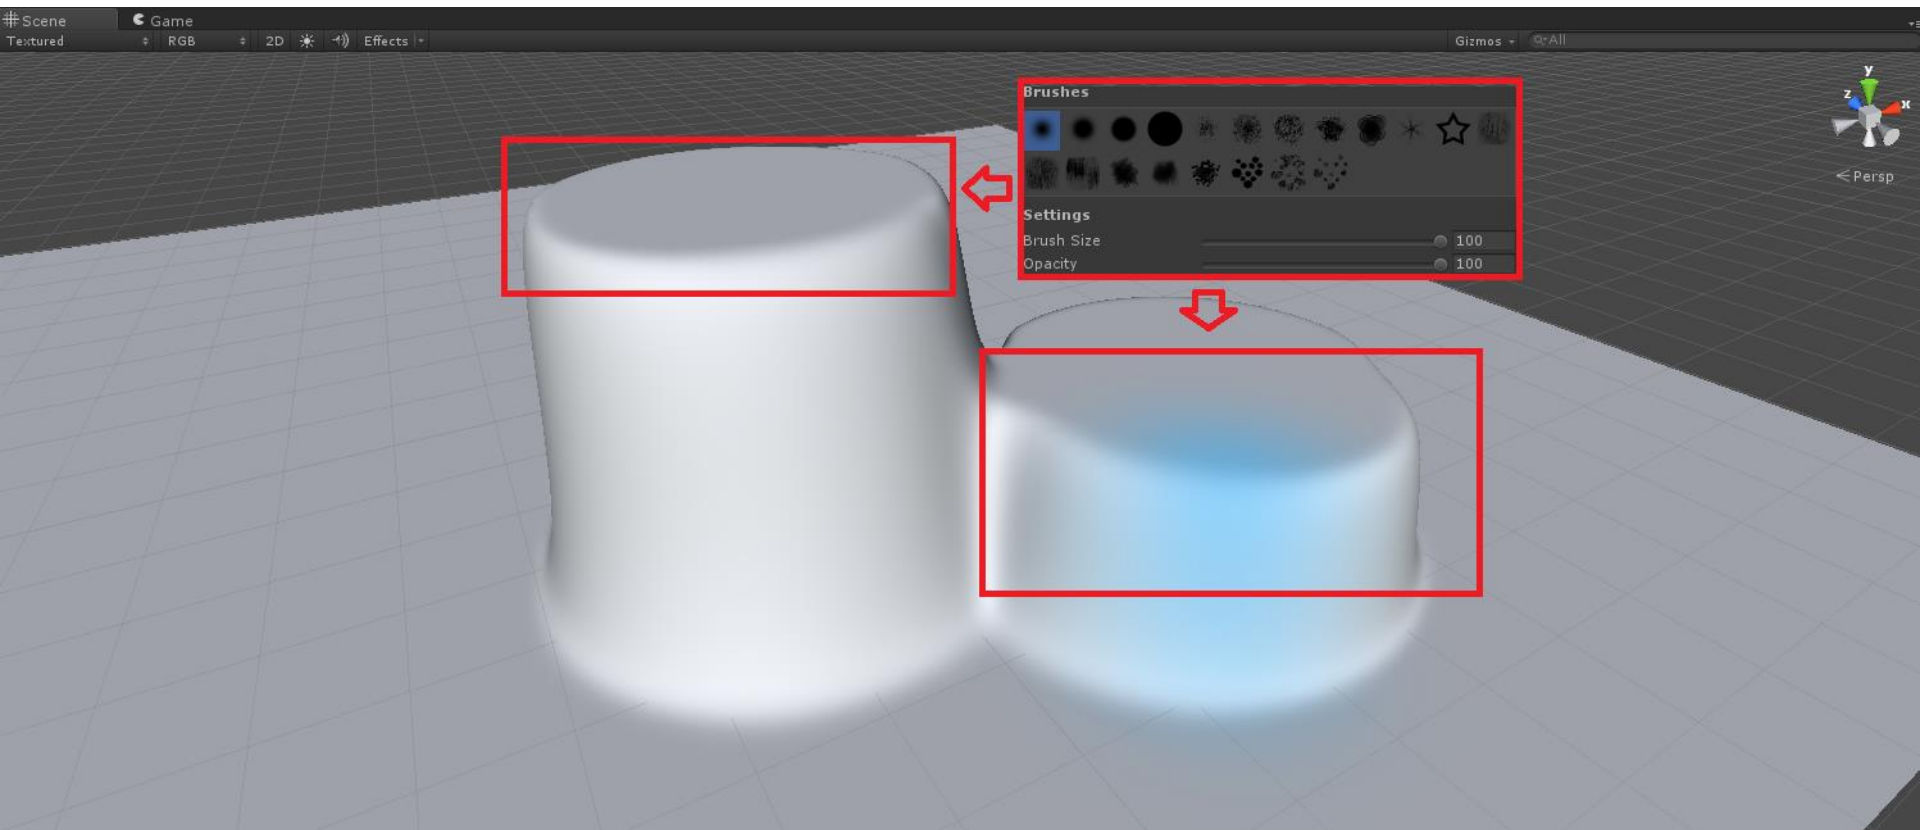 Scene
Game
Textured
RGB
2D
Effects
Gizmos
All
Brushes
Settings
Brush Size
100
Opacity
100
y
z
x
Persp